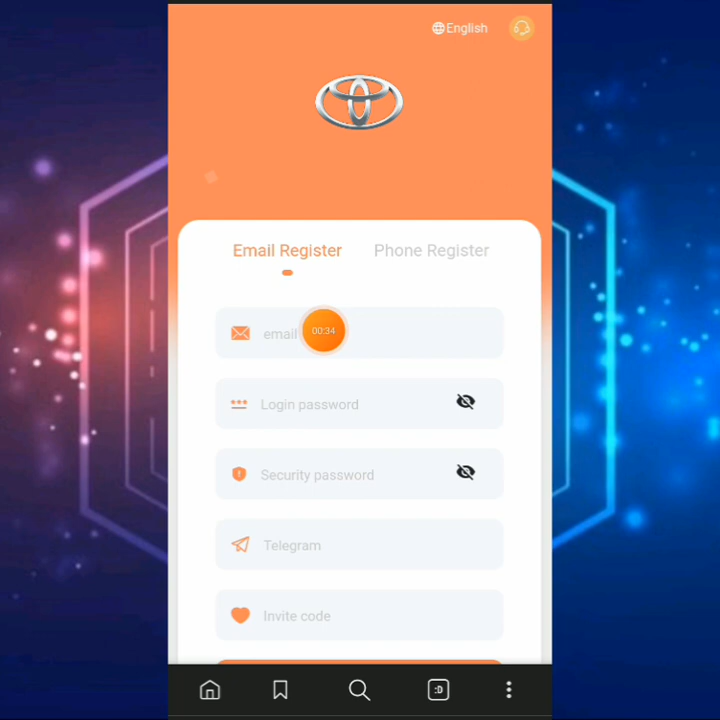 English
Email Register
Phone Register
email
00:34
Login password
Security password
Telegram
Invite code
:D